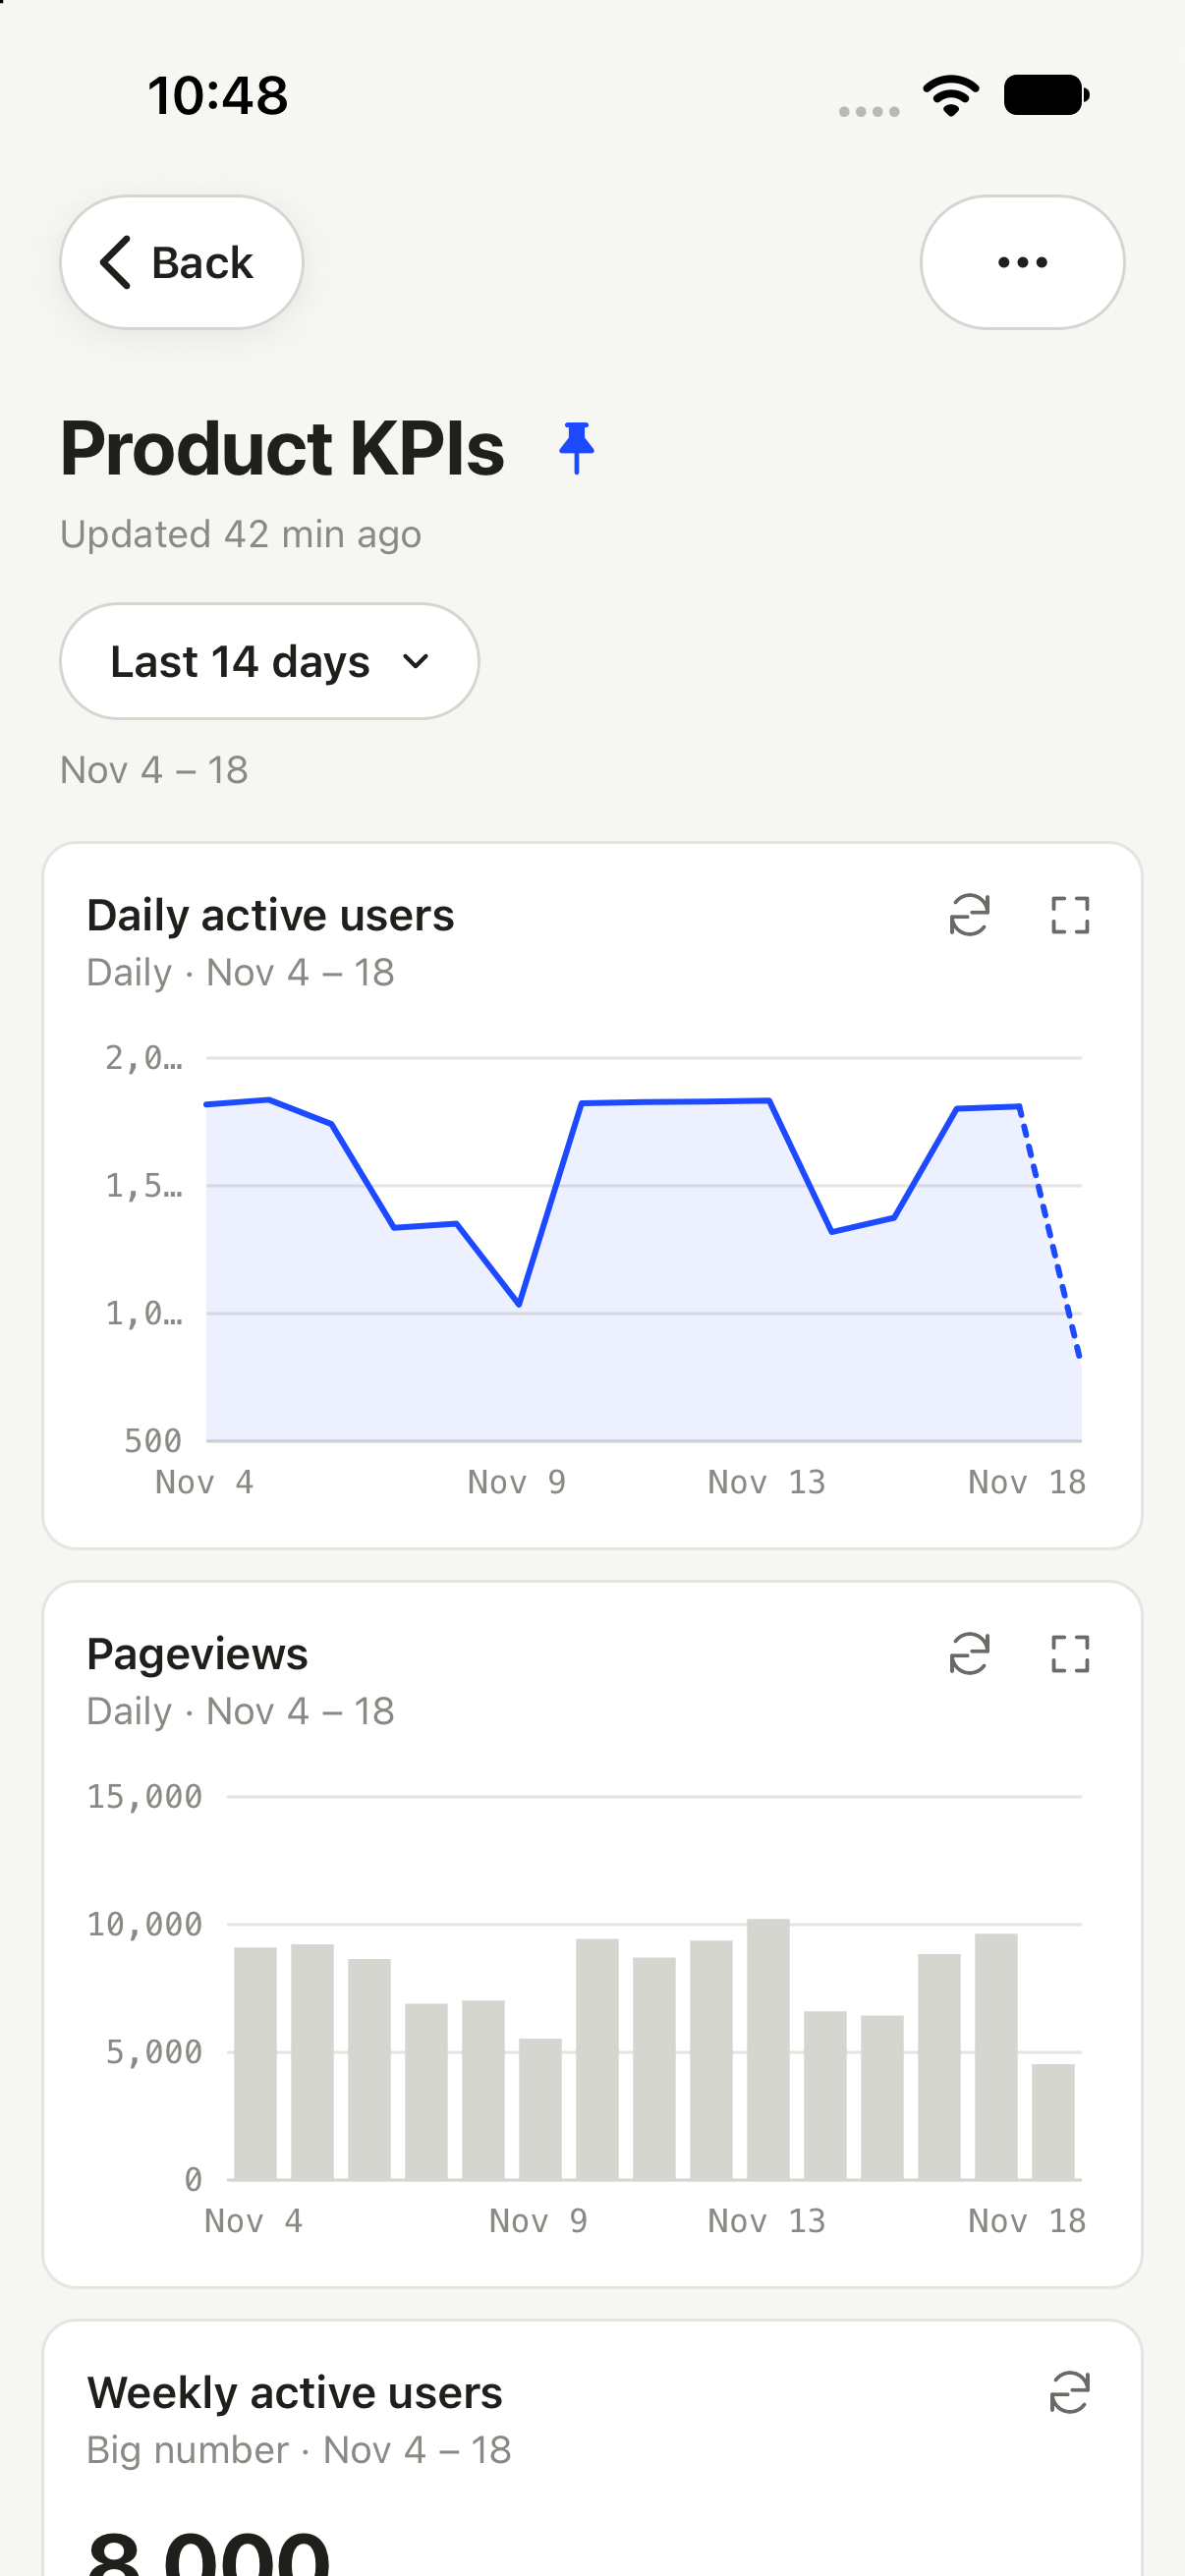 10:48
Back
Product KPIs
Updated 42 min ago
Last 14 days
Nov 4 – 18
Daily active users
Daily · Nov 4 – 18
2,0…
1,5…
1,0…
500
Nov 4 Nov 9 Nov 13 Nov 18
Pageviews
Daily · Nov 4 – 18
15,000
10,000
5,000
0
Nov 4 Nov 9 Nov 13 Nov 18
Weekly active users
Big number · Nov 4 – 18